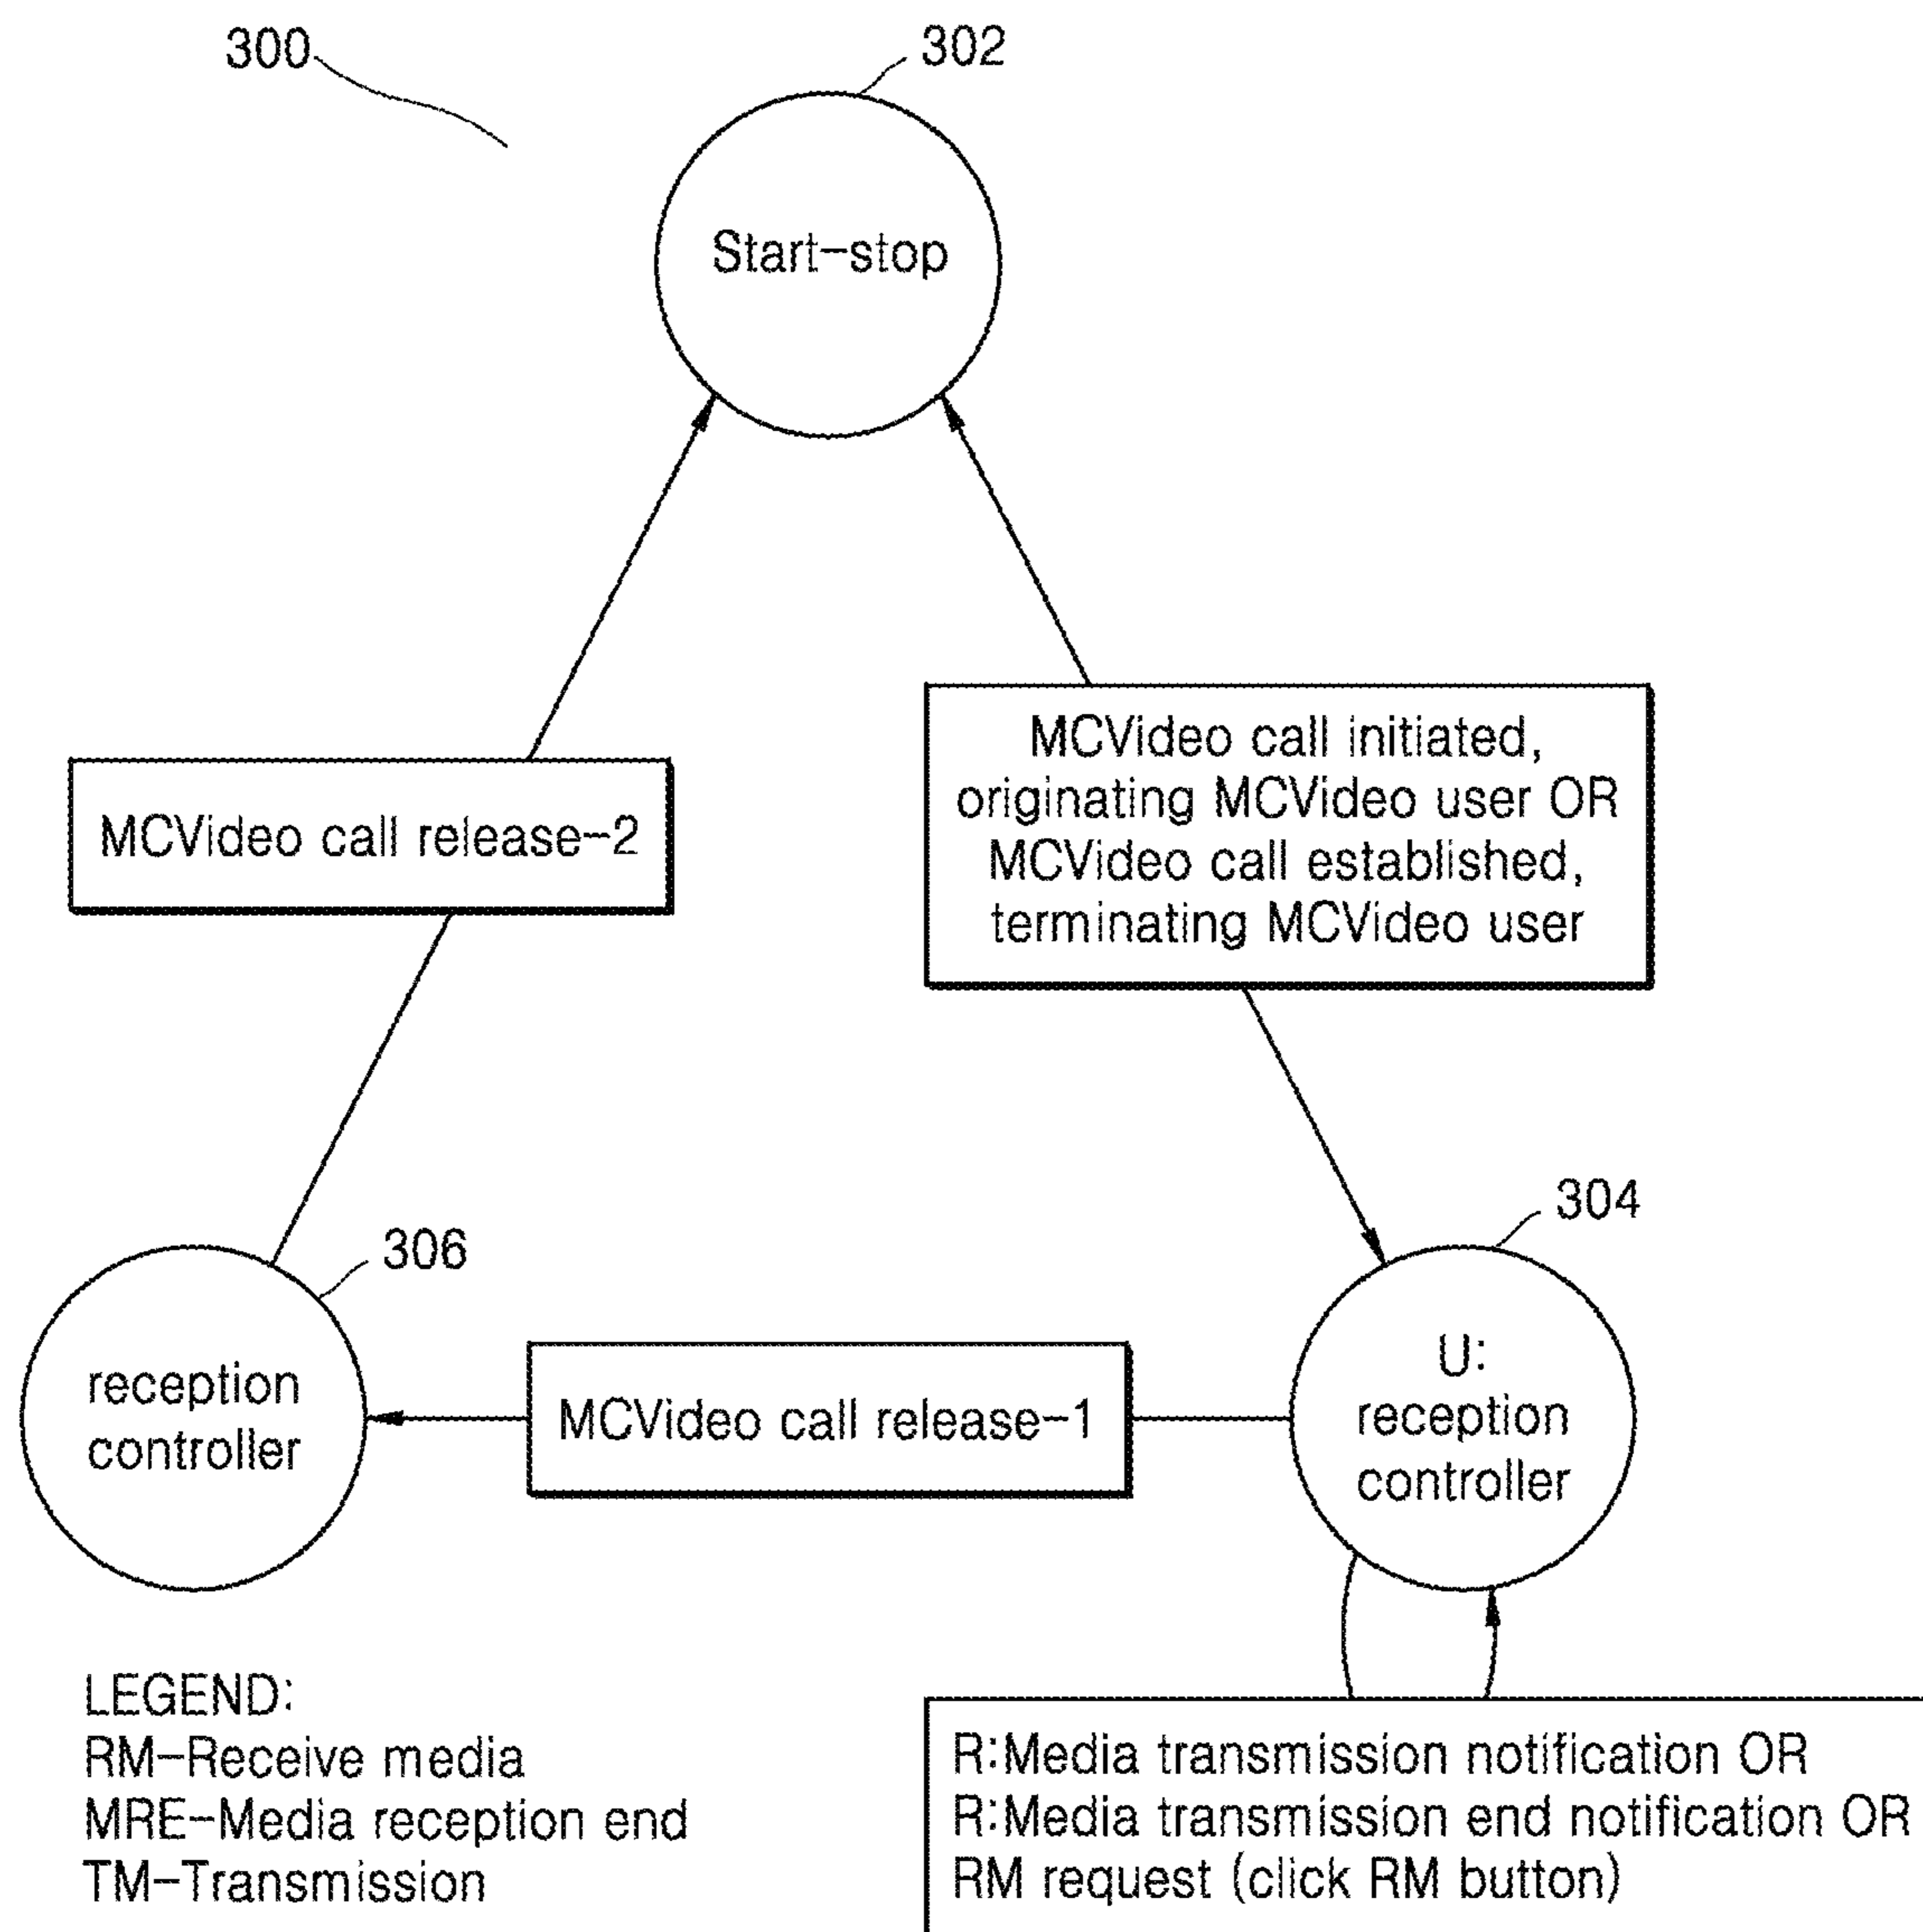 300
302
Start-stop
MCVideo call initiated,
originating MCVideo user OR
MCVideo call established,
terminating MCVideo user
MCVideo call release-2
304
306
reception
controller
MCVideo call release-1
U:
reception
controller
LEGEND:
RM-Receive media
MRE-Media reception end
TM-Transmission
R:Media transmission notification OR
R:Media transmission end notification OR
RM request (click RM button)